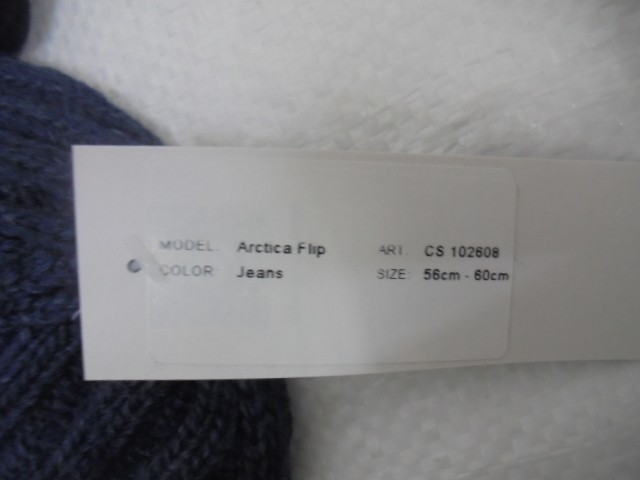 MODEL: Arctica Flip ART. CS 102608
COLOR: Jeans SIZE: 56cm - 60cm